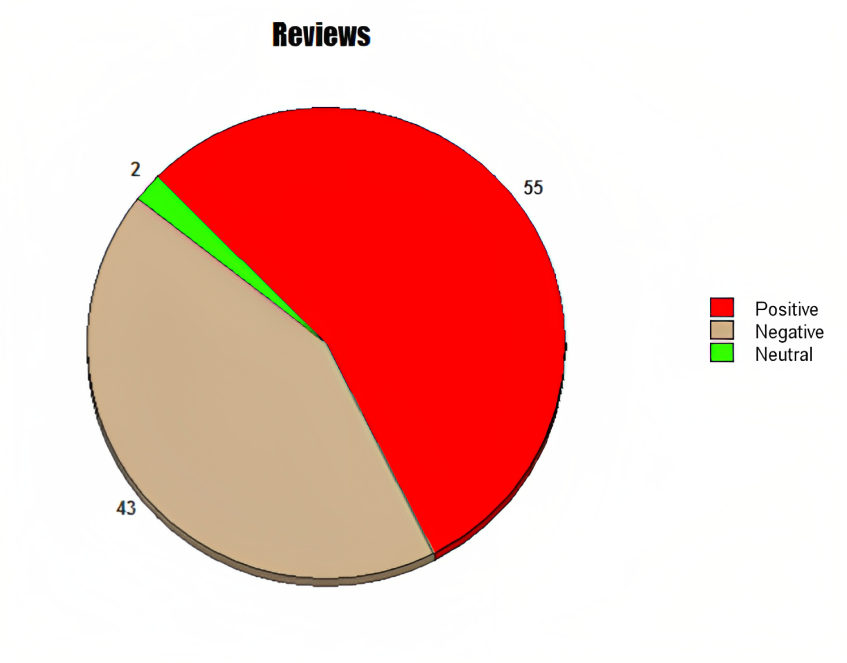 Reviews
2
55
43
Positive
Negative
Neutral